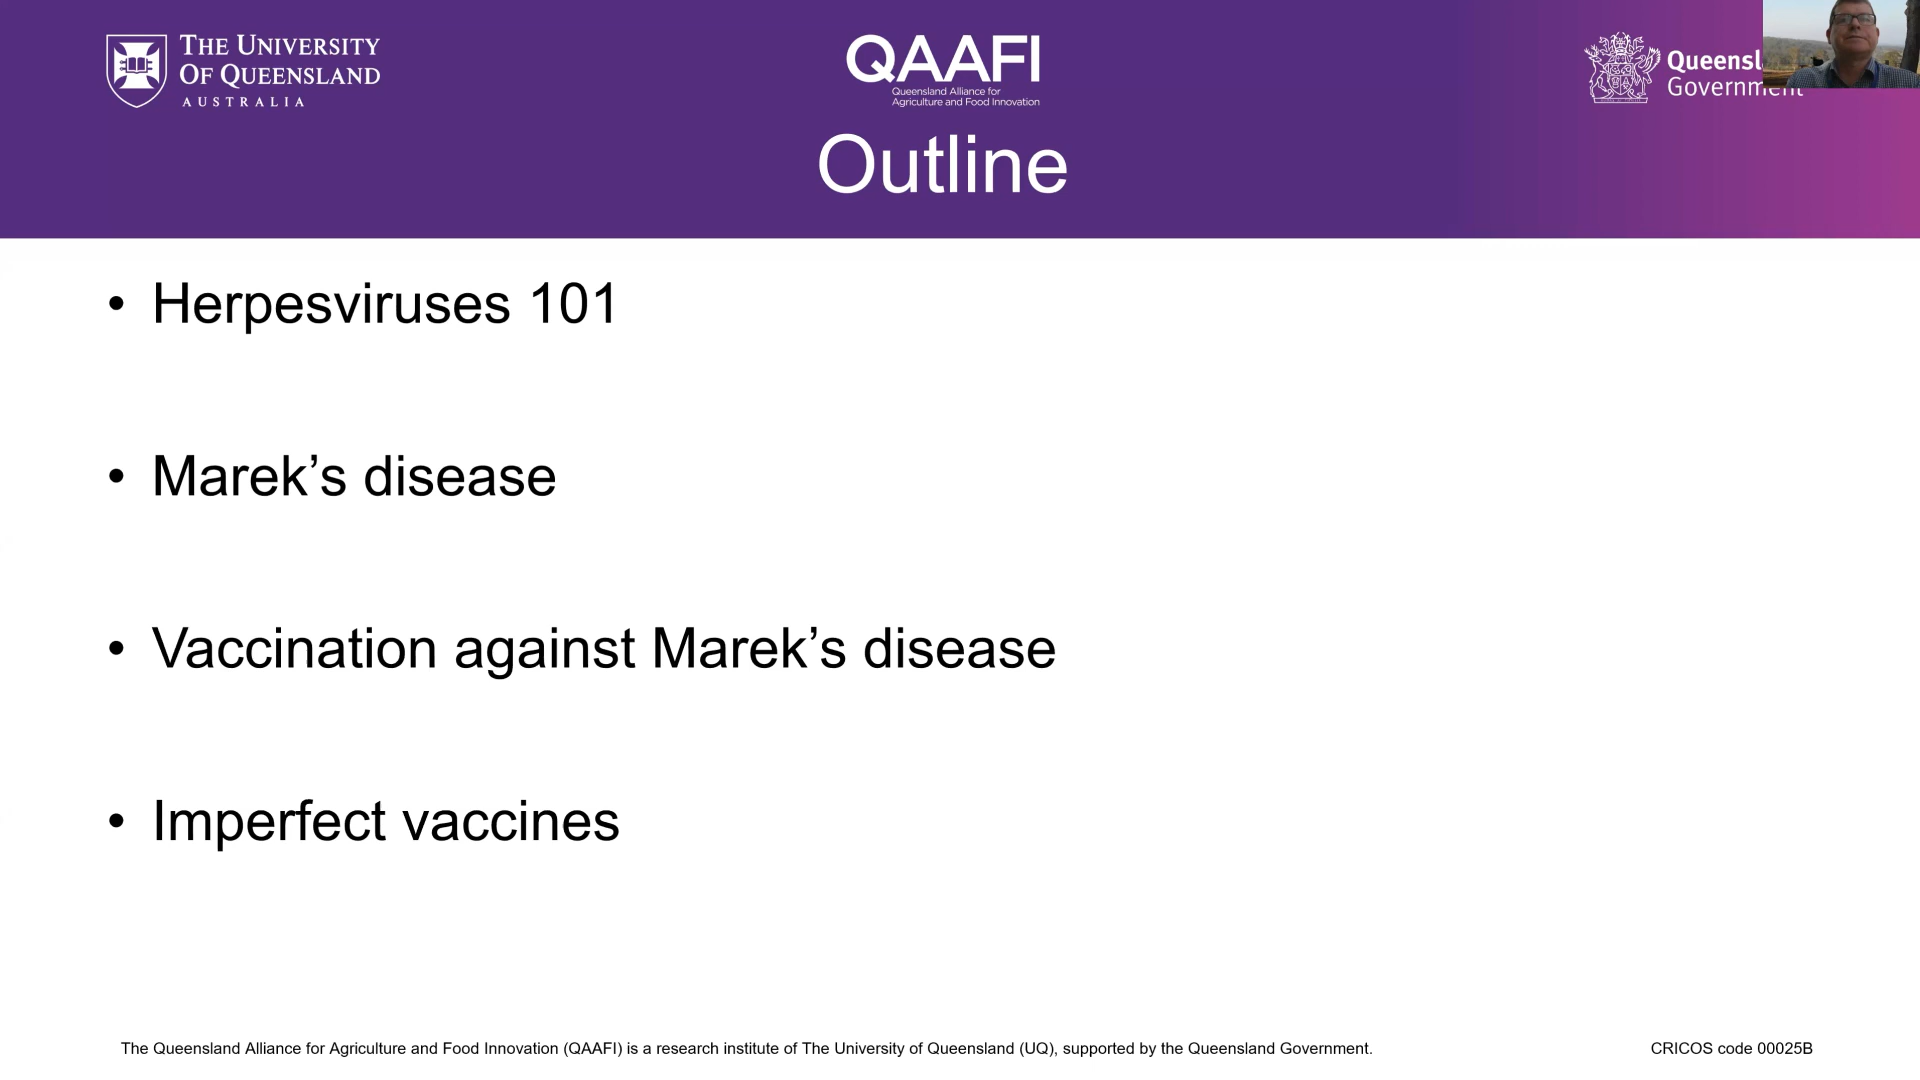 THE UNIVERSITY
OF QUEENSLAND
AUSTRALIA
QAAFI
Queensland Alliance for
Agriculture and Food Innovation
Government
Outline
• Herpesviruses 101
• Marek’s disease
• Vaccination against Marek’s disease
• Imperfect vaccines
The Queensland Alliance for Agriculture and Food Innovation (QAAFI) is a research institute of The University of Queensland (UQ), supported by the Queensland Government.
CRICOS code 00025B